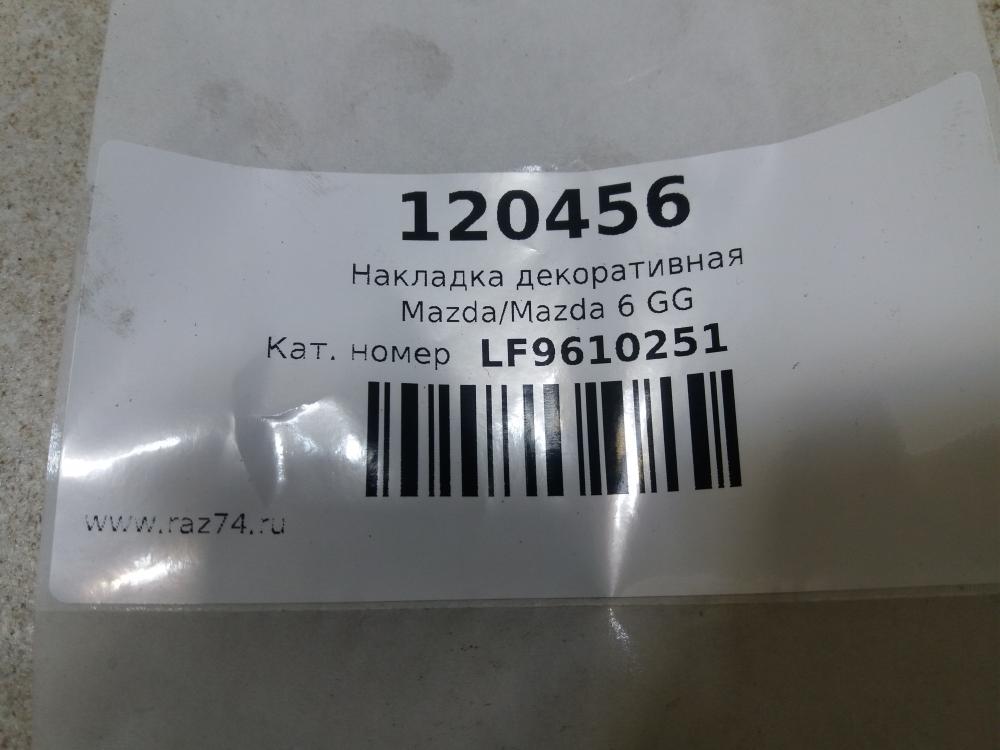 120456
Накладка декоративная
Mazda/Mazda 6 GG
Кат. номер LF9610251
www.raz74.ru